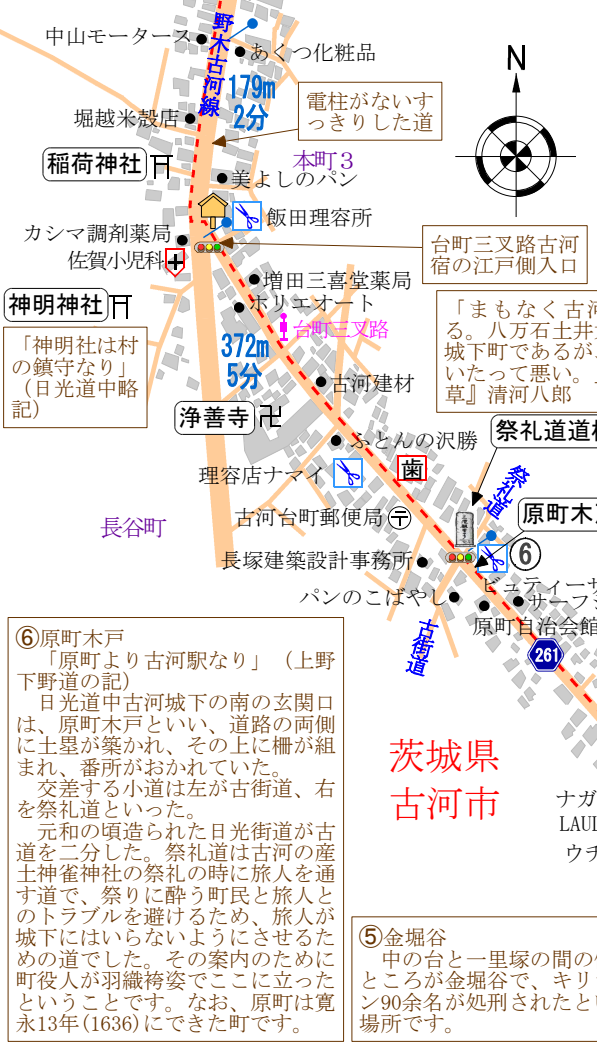 中山モータース
野木古河線
あくつ化粧品
179m
2分
電柱がないす
っきりした道
堀越米穀店
稲荷神社
本町３
美よしのパン
飯田理容所
N
カシマ調剤薬局
佐賀小児科
台町三叉路古河
宿の江戸側入口
増田三喜堂薬局
ホリエオート
台町三叉路
神明神社
「神明社は村
の鎮守なり」
（日光道中略
記）
372m
5分
「まもなく古河
る。八万石土井
城下町であるが、
いたって悪い。
草』清河八郎
古河建材
浄善寺
ふとんの沢勝
祭礼道道
理容店ナマイ
歯
祭礼道
長谷町
古河台町郵便局
原町木
長塚建築設計事務所
⑥
パンのこばやし
ビューティーサ
サーフ
原町自治会館
古街道
261
⑥原町木戸
「原町より古河駅なり」（上野
下野道の記）
日光道中古河城下の南の玄関口
は、原町木戸といい、道路の両側
に土塁が築かれ、その上に柵が組
まれ、番所がおかれていた。
交差する小道は左が古街道、右
を祭礼道といった。
元和の頃造られた日光街道が古
道を二分した。祭礼道は古河の産
土神雀神社の祭礼の時に旅人を通
す道で、祭りに酔う町民と旅人と
のトラブルを避けるため、旅人が
城下にはいらないようにさせるた
めの道でした。その案内のために
町役人が羽織袴姿でここに立った
ということです。なお、原町は寛
永13年(1636)にできた町です。
茨城県
古河市
ナガ
LAUL
ウチ
⑤金堀谷
中の台と一里塚の間の
ところが金堀谷で、キリ
ン90余名が処刑されたと
場所です。